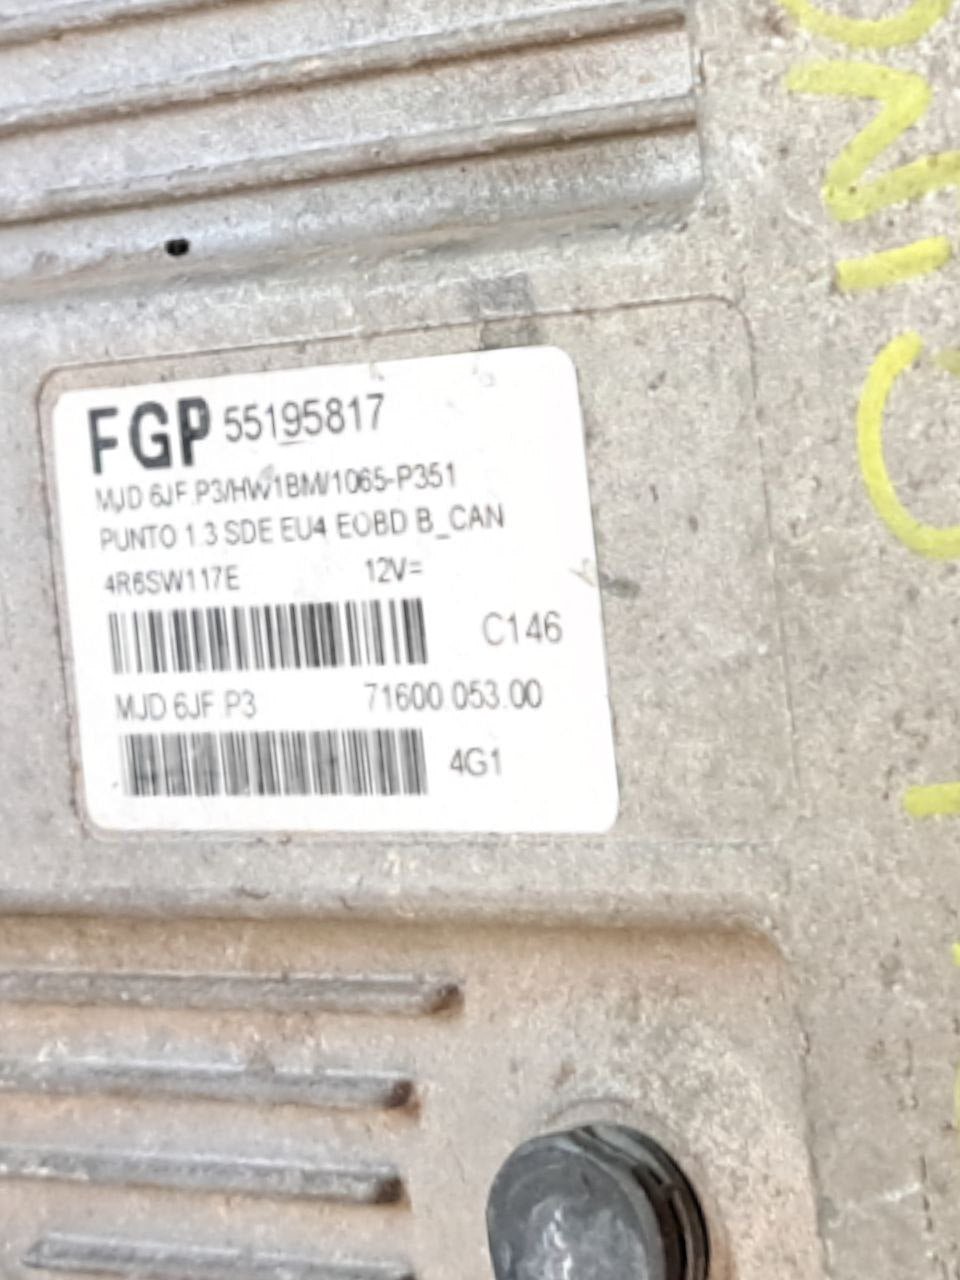 FGP 55195817
MJD 6JF.P3/HW1BM/1065-P351
PUNTO 1.3 SDE EU4 EOBD B_CAN
4R6SW117E 12V=
C146
MJD 6JF.P3 71600.053.00
4G1